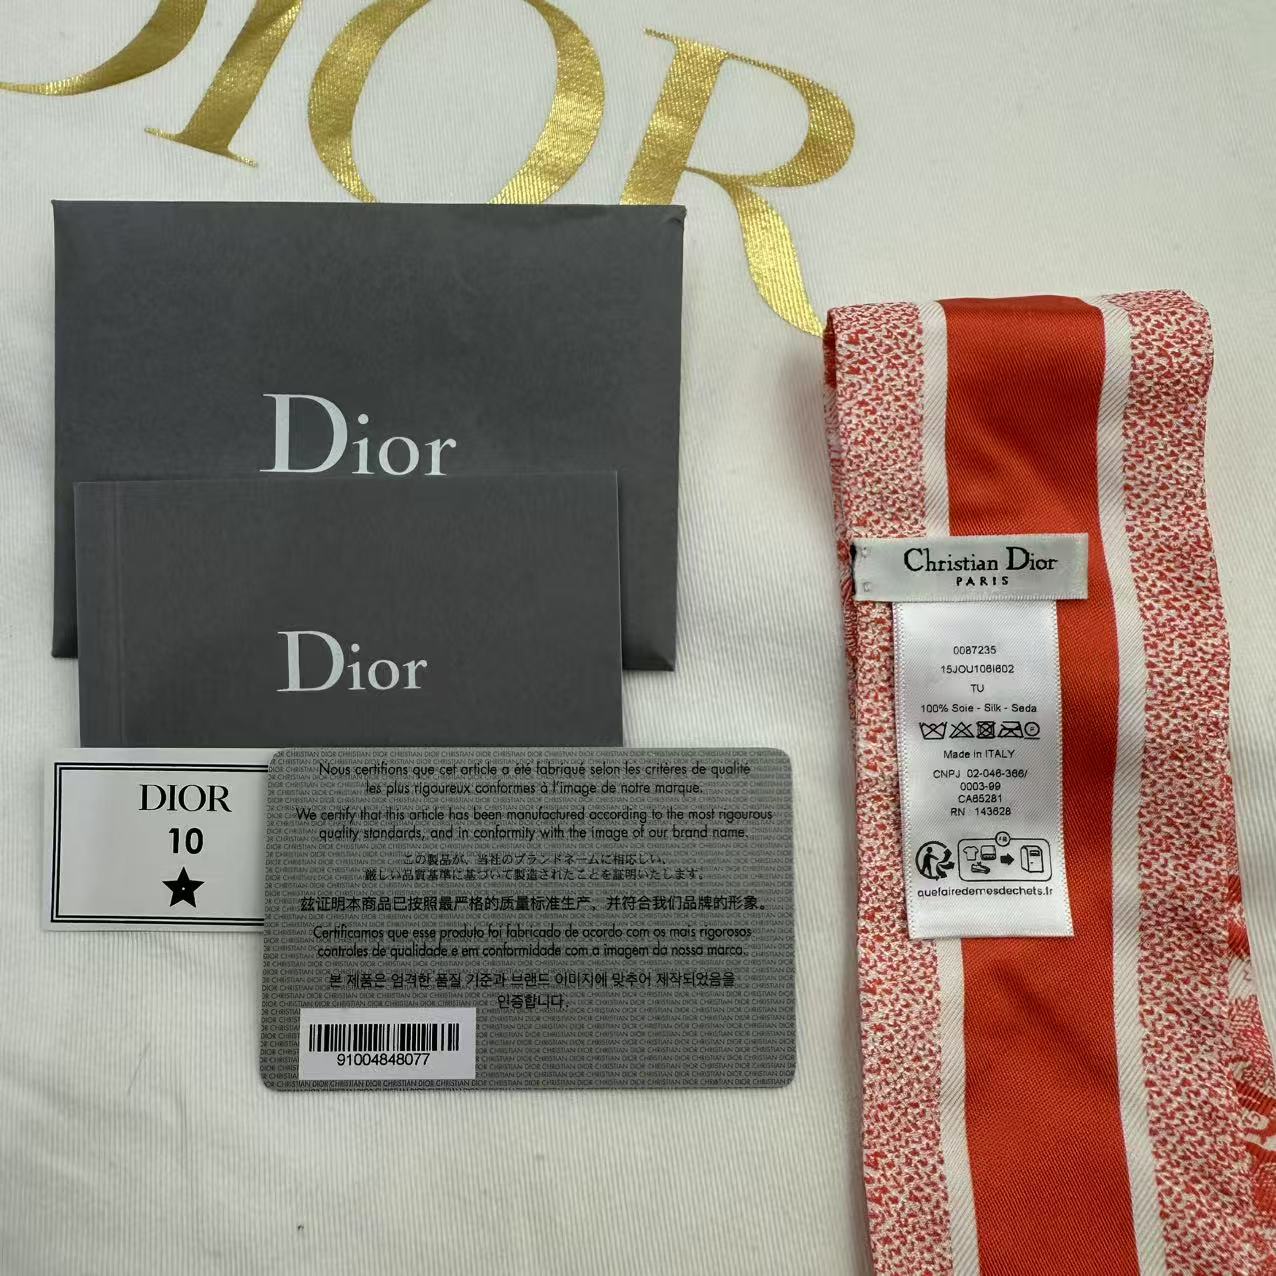 DIOR
Dior
Dior
DIOR
10
Nous certifions que cet article a été fabriqué selon les critères de qualité
les plus rigoureux conformes à l'image de notre marque.
We certify that this article has been manufactured according to the most rigourous
quality standards, and in conformity with the image of our brand name.
この製品が、当社のブランドネームに相応しい、
厳しい品質基準に基づいて製造されたことを証明いたします。
兹证明本商品已按照最严格的质量标准生产，并符合我们品牌的形象。
Certificamos que esse produto foi fabricado de acordo com os mais rigorosos
controles de qualidade e em conformidade com a imagem da nossa marca.
본 제품은 엄격한 품질 기준과 브랜드 이미지에 맞추어 제작되었음을
인증합니다.
91004848077
Christian Dior
PARIS
0087235
15JOU106I602
TU
100% Soie - Silk - Seda
Made in ITALY
CNPJ 02-046-366/
0003-99
CA65281
RN 143628
FR
quefairedemesdechets.fr